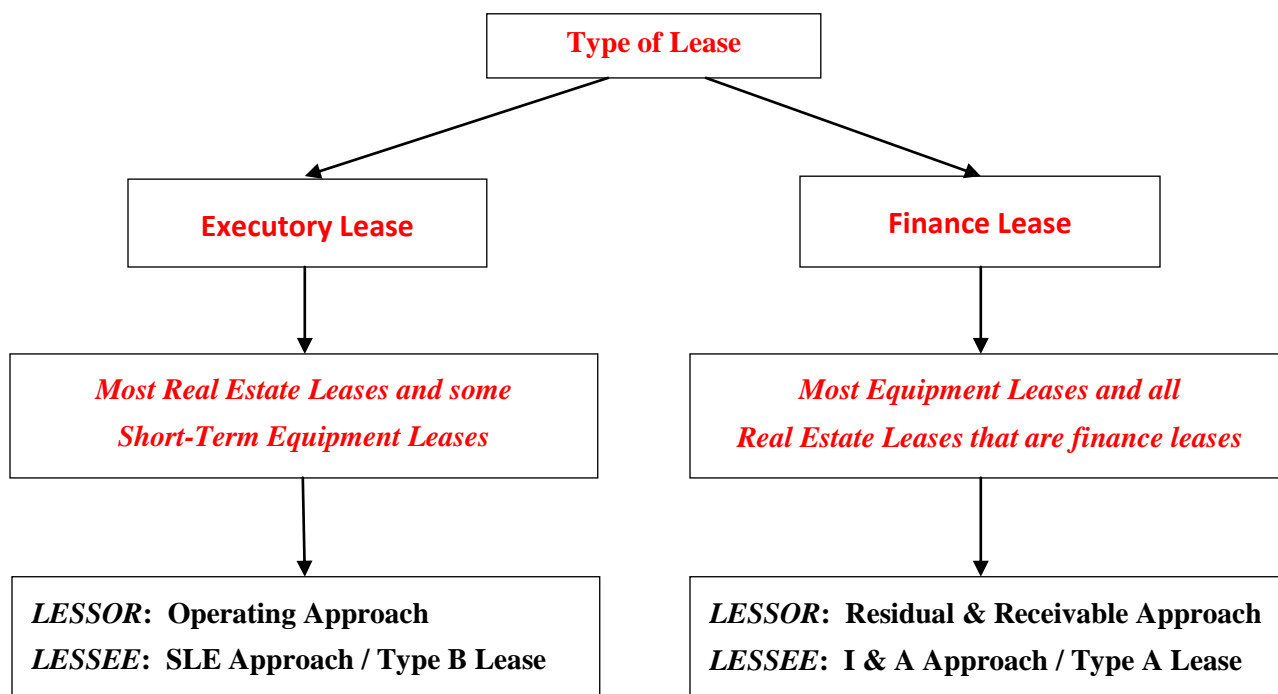 Type of Lease
Executory Lease
Finance Lease
Most Real Estate Leases and some
Short-Term Equipment Leases
Most Equipment Leases and all
Real Estate Leases that are finance leases
LESSOR: Operating Approach
LESSEE: SLE Approach / Type B Lease
LESSOR: Residual & Receivable Approach
LESSEE: I & A Approach / Type A Lease